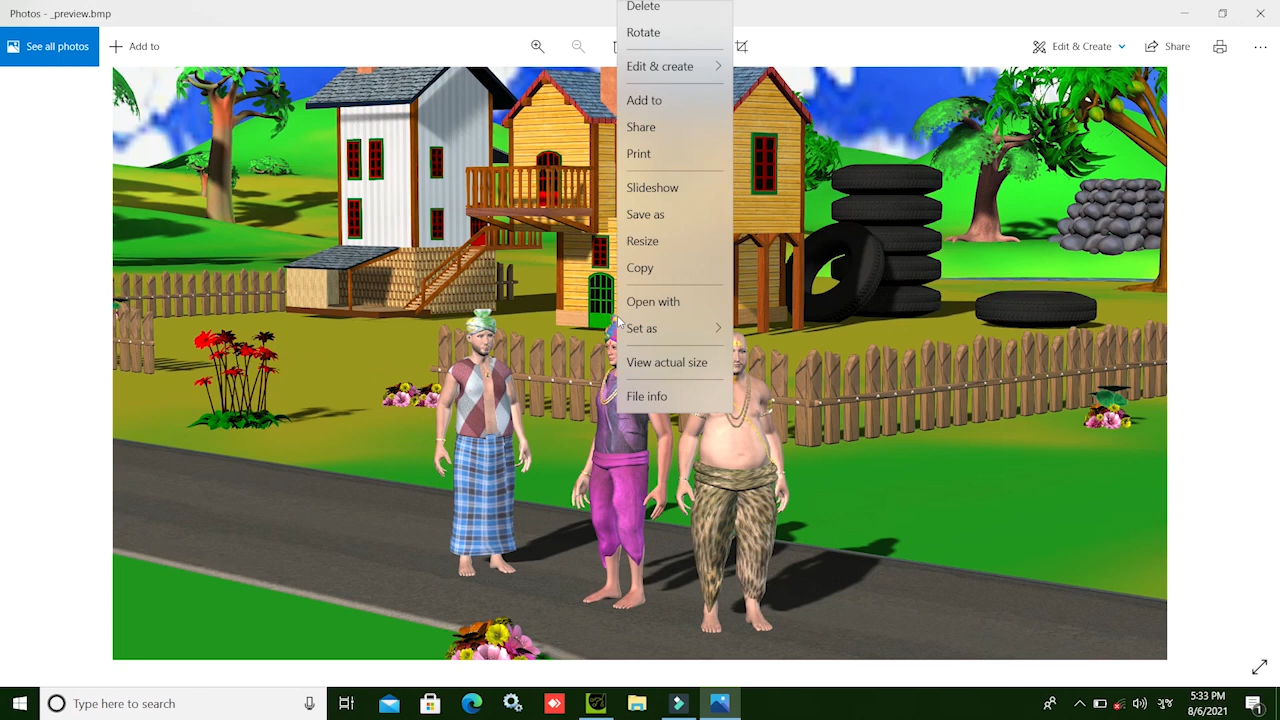 Photos - _preview.bmp
See all photos
Add to
Edit & Create
Share
Delete
Rotate
Edit & create
Add to
Share
Print
Slideshow
Save as
Resize
Copy
Open with
Set as
View actual size
File info
Type here to search
5:33 PM
8/6/2021
1